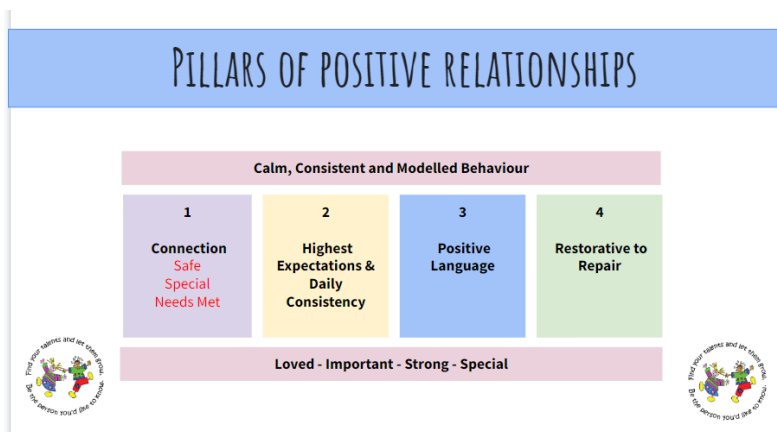 Pillars of positive relationships
Calm, Consistent and Modelled Behaviour
1
Connection
Safe
Special
Needs Met
2
Highest
Expectations &
Daily
Consistency
3
Positive
Language
4
Restorative to
Repair
Loved - Important - Strong - Special
Find your talents and let them grow.
Be the person you'd like to know.
Find your talents and let them grow.
Be the person you'd like to know.